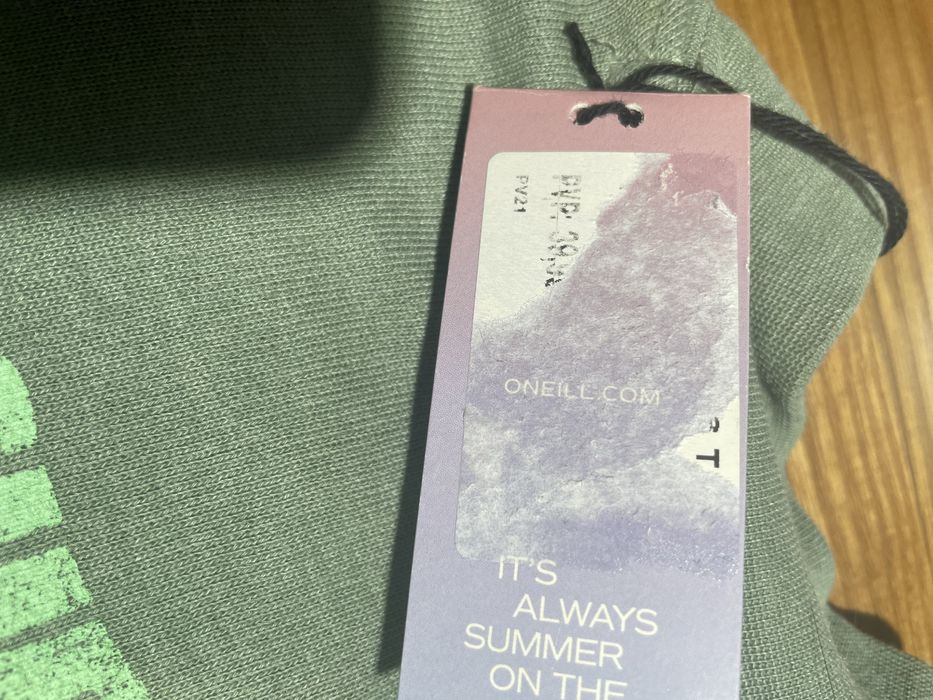 PV21
ONEILL.COM
T
IT'S
ALWAYS
SUMMER
ON THE